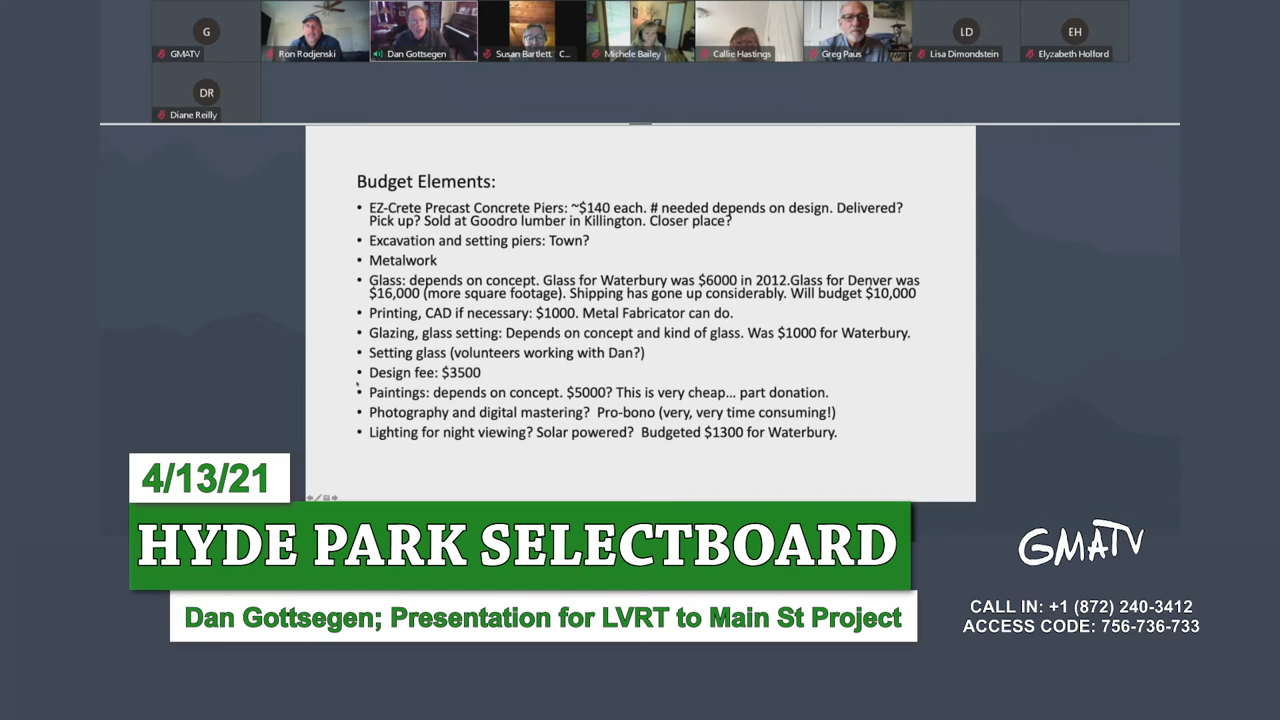 G
LD
EH
GMATV
Ron Rodjenski
Dan Gottsegen
Susan Bartlett. C...
Michele Bailey
Callie Hastings
Greg Paus
Lisa Dimondstein
Elyzabeth Holford
DR
Diane Reilly
Budget Elements:
• EZ-Crete Precast Concrete Piers: ~$140 each. # needed depends on design. Delivered?
Pick up? Sold at Goodro lumber in Killington. Closer place?
• Excavation and setting piers: Town?
• Metalwork
• Glass: depends on concept. Glass for Waterbury was $6000 in 2012.Glass for Denver was
$16,000 (more square footage). Shipping has gone up considerably. Will budget $10,000
• Printing, CAD if necessary: $1000. Metal Fabricator can do.
• Glazing, glass setting: Depends on concept and kind of glass. Was $1000 for Waterbury.
• Setting glass (volunteers working with Dan?)
• Design fee: $3500
• Paintings: depends on concept. $5000? This is very cheap... part donation.
• Photography and digital mastering? Pro-bono (very, very time consuming!)
• Lighting for night viewing? Solar powered? Budgeted $1300 for Waterbury.
4/13/21
HYDE PARK SELECTBOARD
Dan Gottsegen; Presentation for LVRT to Main St Project
GMATV
CALL IN: +1 (872) 240-3412
ACCESS CODE: 756-736-733